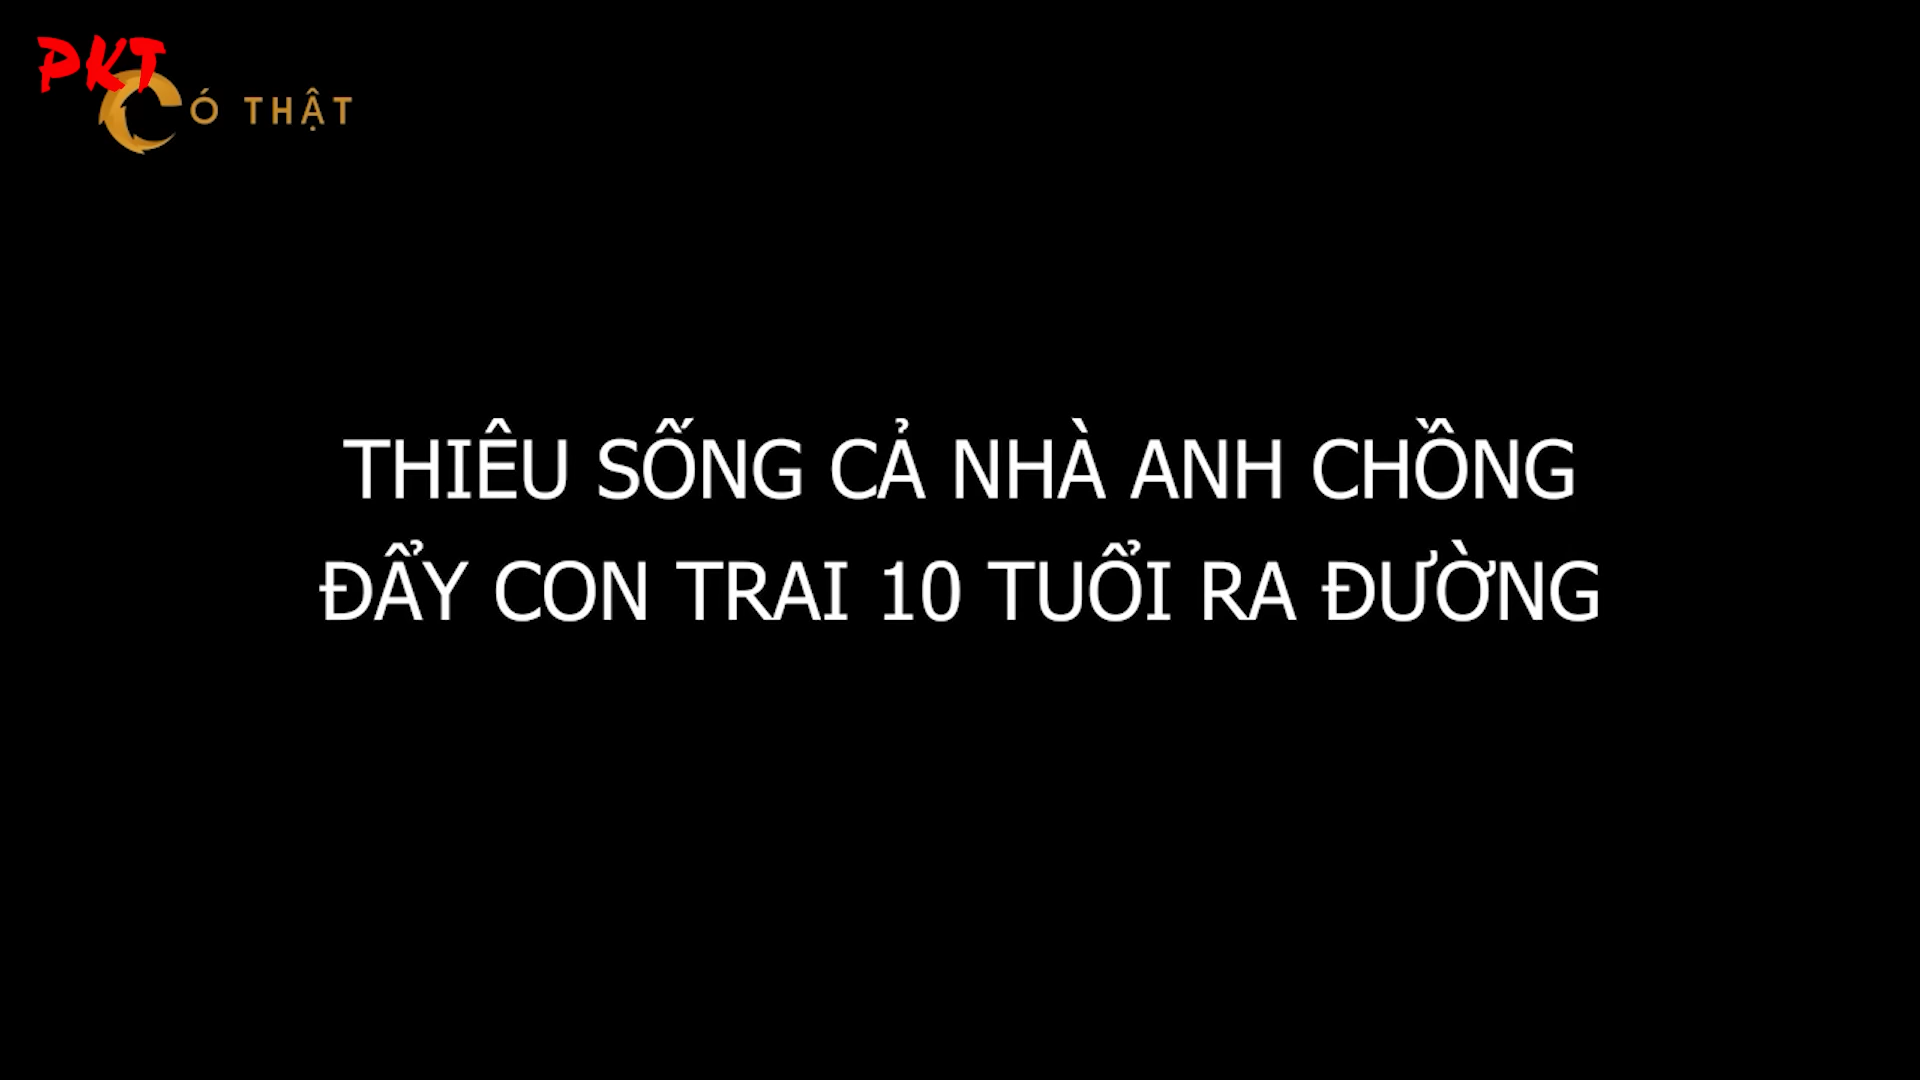 PKT
CÓ THẬT
THIÊU SỐNG CẢ NHÀ ANH CHỒNG
ĐẨY CON TRAI 10 TUỔI RA ĐƯỜNG